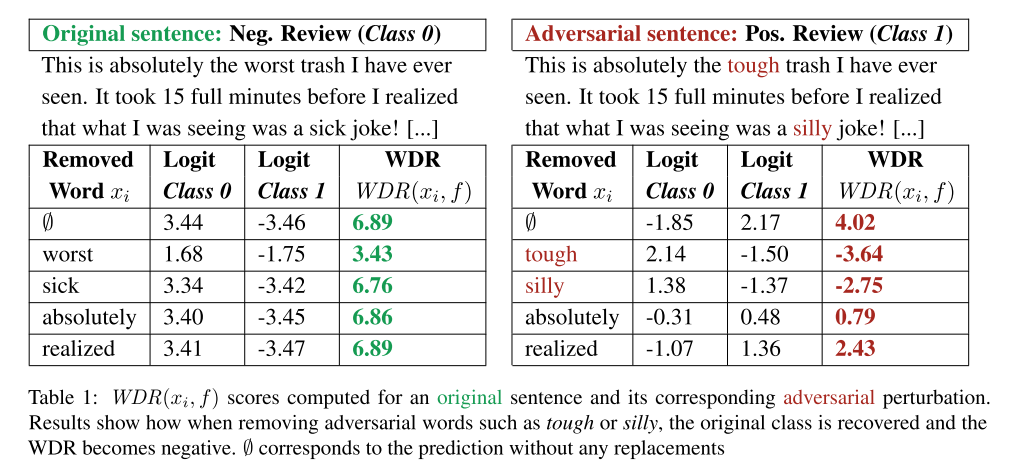 Original sentence: Neg. Review (Class 0)
This is absolutely the worst trash I have ever
seen. It took 15 full minutes before I realized
that what I was seeing was a sick joke! [...]
Removed Logit Logit WDR
Word xi Class 0 Class 1 WDR(xi, f)
∅ 3.44 -3.46 6.89
worst 1.68 -1.75 3.43
sick 3.34 -3.42 6.76
absolutely 3.40 -3.45 6.86
realized 3.41 -3.47 6.89
Adversarial sentence: Pos. Review (Class 1)
This is absolutely the tough trash I have ever
seen. It took 15 full minutes before I realized
that what I was seeing was a silly joke! [...]
Removed Logit Logit WDR
Word xi Class 0 Class 1 WDR(xi, f)
∅ -1.85 2.17 4.02
tough 2.14 -1.50 -3.64
silly 1.38 -1.37 -2.75
absolutely -0.31 0.48 0.79
realized -1.07 1.36 2.43
Table 1: WDR(xi, f) scores computed for an original sentence and its corresponding adversarial perturbation.
Results show how when removing adversarial words such as tough or silly, the original class is recovered and the
WDR becomes negative. ∅ corresponds to the prediction without any replacements